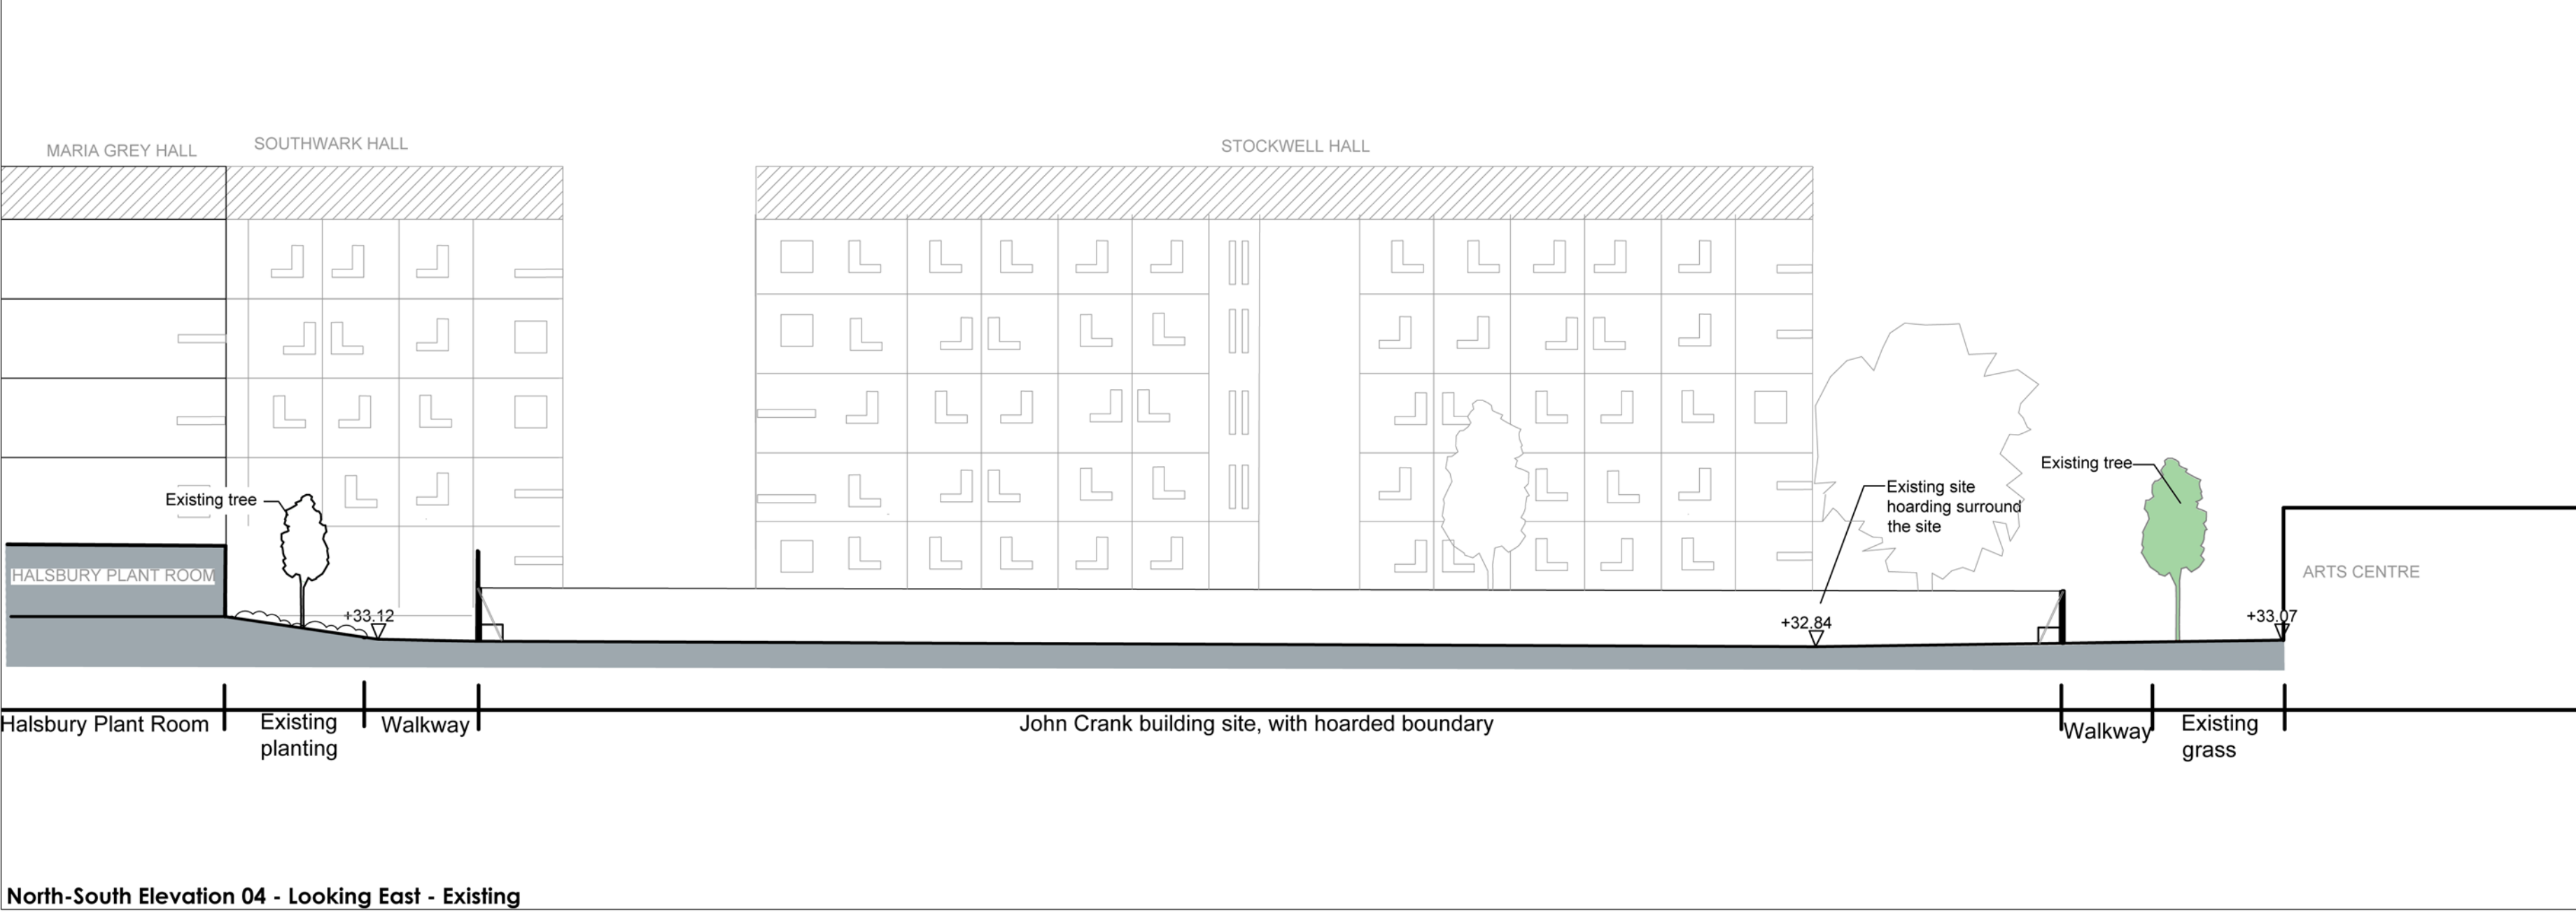 MARIA GREY HALL
SOUTHWARK HALL
STOCKWELL HALL
Existing tree
Existing tree
Existing site
hoarding surround
the site
HALSBURY PLANT ROOM
ARTS CENTRE
+33.12
+32.84
+33.07
Halsbury Plant Room
Existing
planting
Walkway
John Crank building site, with hoarded boundary
Walkway
Existing
grass
North-South Elevation 04 - Looking East - Existing